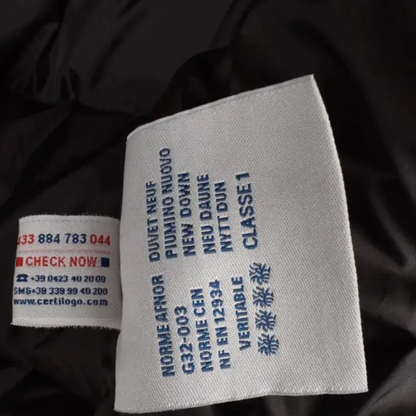 433 884 783 044
CHECK NOW
☎ +39 0423 40 20 00
SMS+39 339 99 40 200
www.certilogo.com
DUVET NEUF
PIUMINO NUOVO
NEW DOWN
NEU DAUNE
NYTT DUN
CLASSE 1
NORME AFNOR
G32-003
NORME CEN
NF EN 12934
VERITABLE